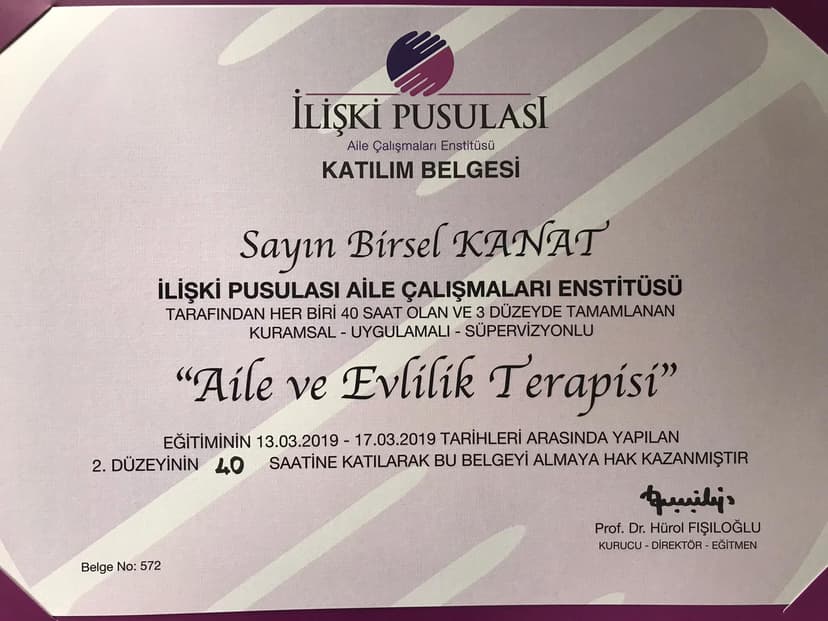 İLİŞKİ PUSULASI
Aile Çalışmaları Enstitüsü
KATILIM BELGESİ
Sayın Birsel KANAT
İLİŞKİ PUSULASI AİLE ÇALIŞMALARI ENSTİTÜSÜ
TARAFINDAN HER BİRİ 40 SAAT OLAN VE 3 DÜZEYDE TAMAMLANAN
KURAMSAL - UYGULAMALI - SÜPERVİZYONLU
“Aile ve Evlilik Terapisi”
EĞİTİMİNİN 13.03.2019 - 17.03.2019 TARİHLERİ ARASINDA YAPILAN
2. DÜZEYİNİN 40 SAATİNE KATILARAK BU BELGEYİ ALMAYA HAK KAZANMIŞTIR
Prof. Dr. Hürol FIŞILOĞLU
KURUCU - DİREKTÖR - EĞİTMEN
Belge No: 572